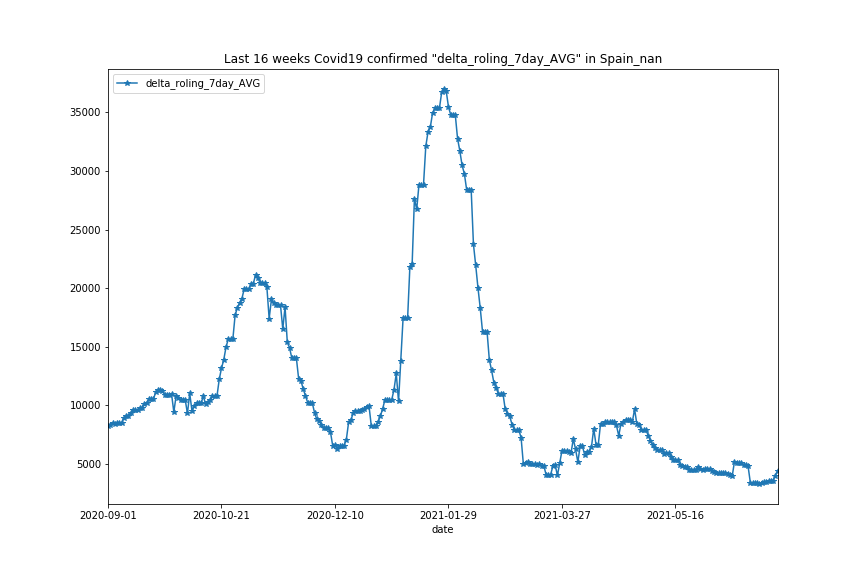 Last 16 weeks Covid19 confirmed "delta_roling_7day_AVG" in Spain_nan
delta_roling_7day_AVG
35000
30000
25000
20000
15000
10000
5000
2020-09-01 2020-10-21 2020-12-10 2021-01-29 2021-03-27 2021-05-16
date